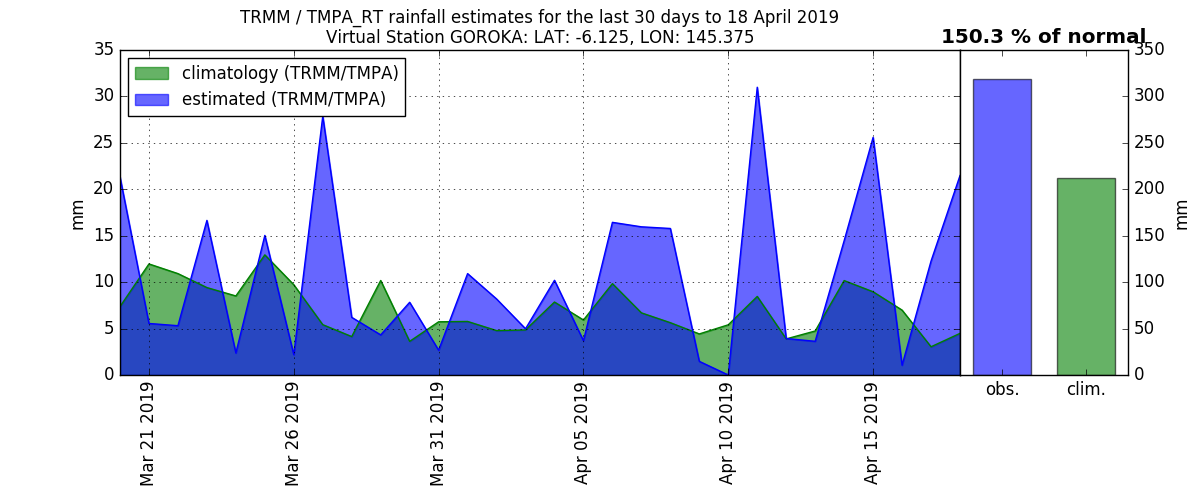 TRMM / TMPA_RT rainfall estimates for the last 30 days to 18 April 2019
Virtual Station GOROKA: LAT: -6.125, LON: 145.375
150.3 % of normal
climatology (TRMM/TMPA)
estimated (TRMM/TMPA)
mm
35
30
25
20
15
10
5
0
Mar 21 2019
Mar 26 2019
Mar 31 2019
Apr 05 2019
Apr 10 2019
Apr 15 2019
obs.
clim.
350
300
250
200
150
100
50
0
mm